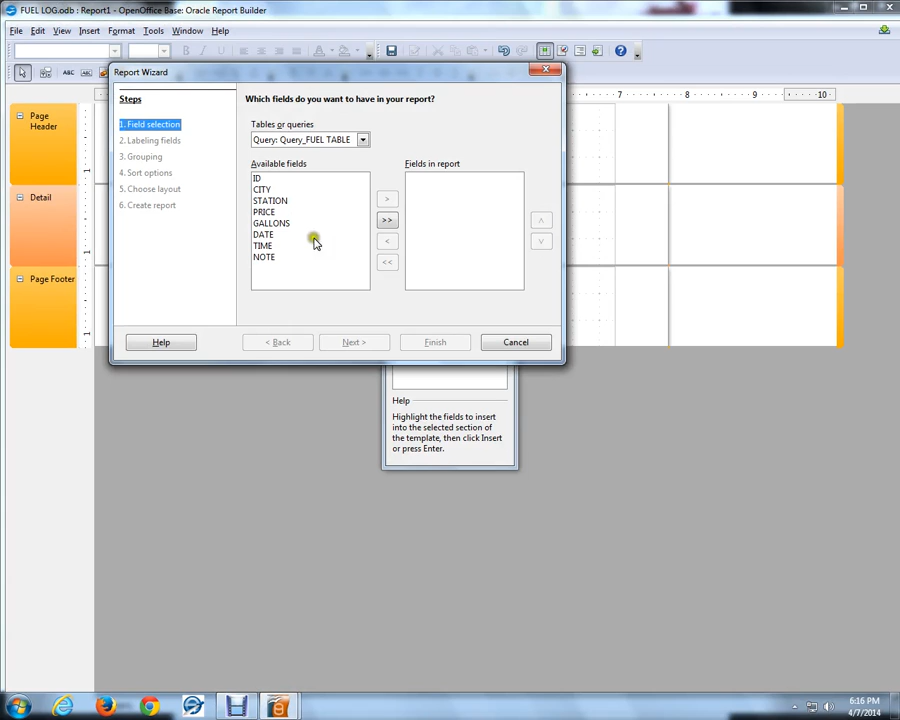 FUEL LOG.odb : Report1 - OpenOffice Base: Oracle Report Builder
File Edit View Insert Format Tools Window Help
ABC ABC
Report Wizard
7 8 9 10
Steps
Which fields do you want to have in your report?
Page Header
1. Field selection
2. Labeling fields
3. Grouping
4. Sort options
5. Choose layout
6. Create report
Tables or queries
Query: Query_FUEL TABLE
Available fields
Fields in report
ID
CITY
STATION
PRICE
GALLONS
DATE
TIME
NOTE
>
>>
<
<<
Detail
Page Footer
1
1
1
Help
< Back
Next >
Finish
Cancel
Help
Highlight the fields to insert
into the selected section of
the template, then click Insert
or press Enter.
6:16 PM
4/7/2014